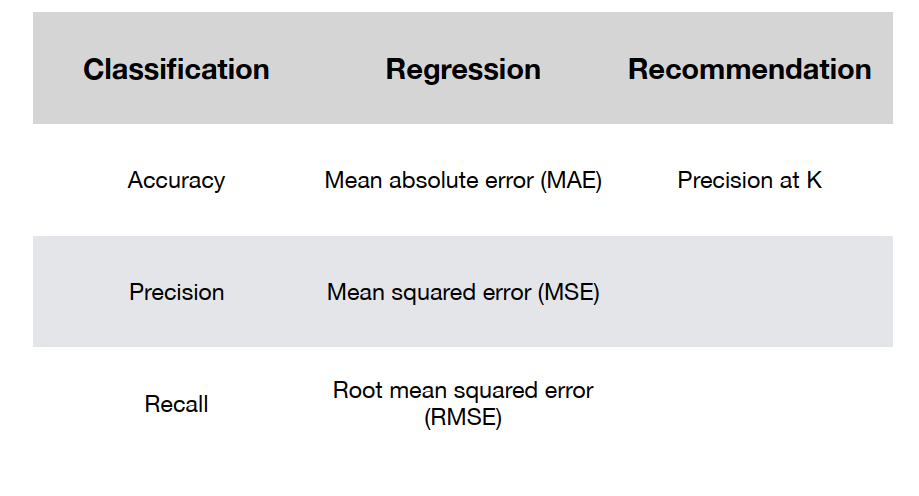 Classification Regression Recommendation
Accuracy Mean absolute error (MAE) Precision at K
Precision Mean squared error (MSE)
Recall Root mean squared error
(RMSE)